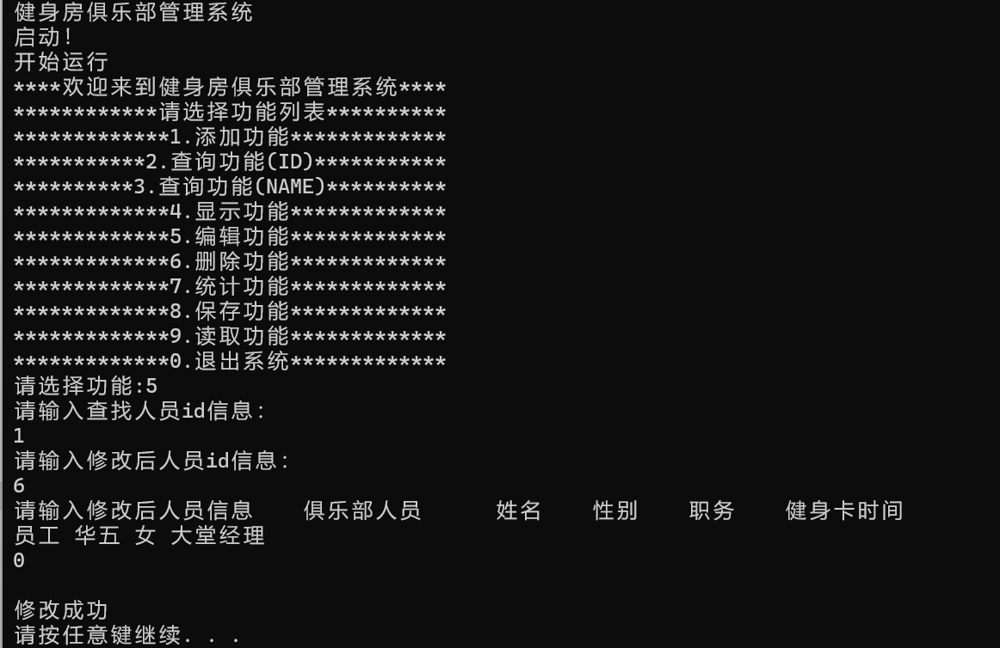 健身房俱乐部管理系统
启动!
开始运行
****欢迎来到健身房俱乐部管理系统****
************请选择功能列表**********
*************1.添加功能*************
***********2.查询功能(ID)***********
**********3.查询功能(NAME)**********
*************4.显示功能*************
*************5.编辑功能*************
*************6.删除功能*************
*************7.统计功能*************
*************8.保存功能*************
*************9.读取功能*************
*************0.退出系统*************
请选择功能:5
请输入查找人员id信息:
1
请输入修改后人员id信息:
6
请输入修改后人员信息    俱乐部人员      姓名    性别    职务    健身卡时间
员工 华五 女 大堂经理
0
修改成功
请按任意键继续. . .